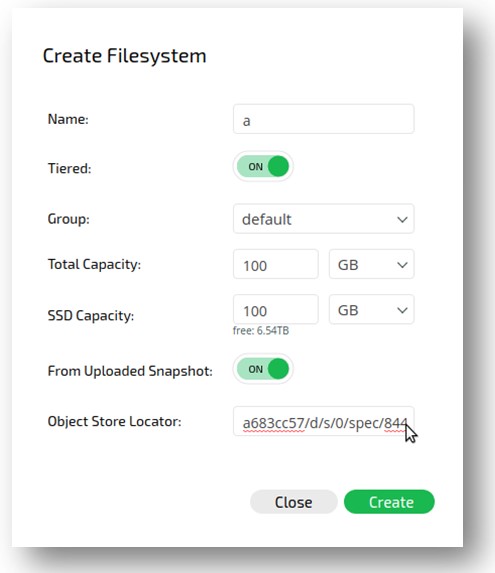 Create Filesystem
Name: a
Tiered: ON
Group: default
Total Capacity: 100 GB
SSD Capacity: 100 GB
free: 6.54TB
From Uploaded Snapshot: ON
Object Store Locator: a683cc57/d/s/0/spec/844
Close Create